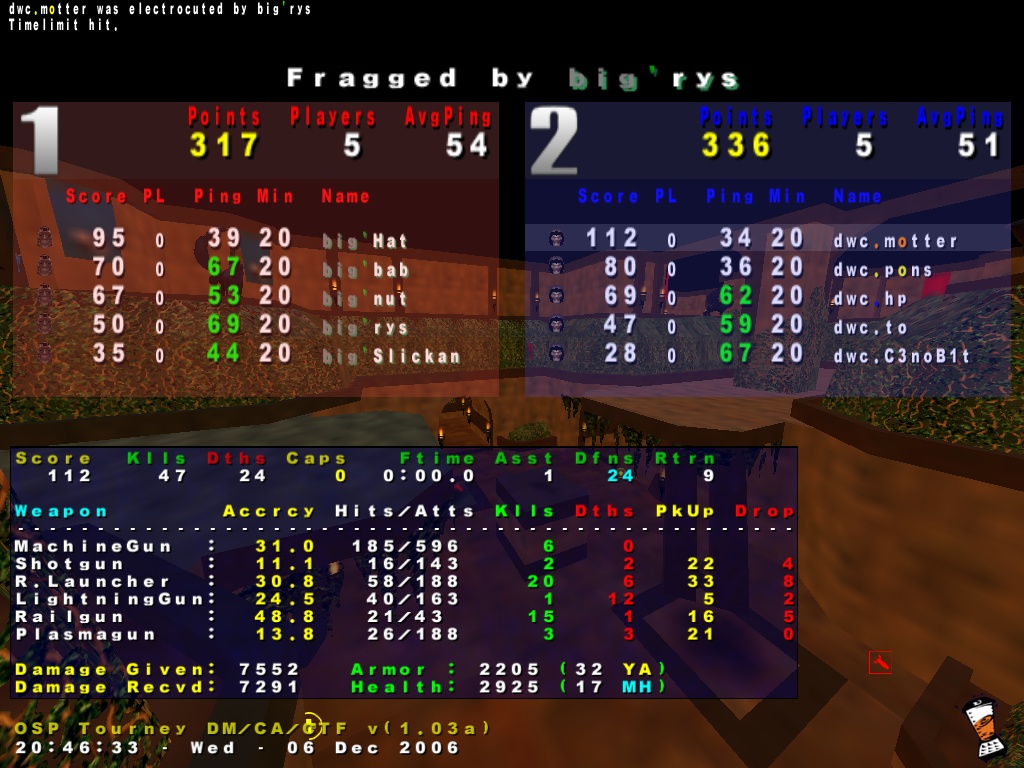 dwc.motter was electrocuted by big'rys
Timelimit hit.
Fragged by big'rys
1 Points Players AvgPing
317 5 54
Score PL Ping Min Name
95 0 39 20 big'Hat
70 0 67 20 big'bab
67 0 53 20 big'nut
50 0 69 20 big'rys
35 0 44 20 big'Slickan
2 Points Players AvgPing
336 5 51
Score PL Ping Min Name
112 0 34 20 dwc.motter
80 0 36 20 dwc.pons
69 0 62 20 dwc.hp
47 0 59 20 dwc.to
28 0 67 20 dwc.C3noB1t
Score Klls Dths Caps Ftime Asst Dfns Rtrn
112 47 24 0 0:00.0 1 24 9
Weapon Accrcy Hits/Atts Klls Dths PkUp Drop
MachineGun : 31.0 185/596 6 0
Shotgun : 11.1 16/143 2 2 22 4
R.Launcher : 30.8 58/188 20 6 33 8
LightningGun: 24.5 40/163 1 12 5 2
Railgun : 48.8 21/43 15 1 16 5
Plasmagun : 13.8 26/188 3 3 21 0
Damage Given: 7552 Armor : 2205 (32 YA)
Damage Recvd: 7291 Health: 2925 (17 MH)
OSP Tourney DM/CA/CTF v(1.03a)
20:46:33 - Wed - 06 Dec 2006